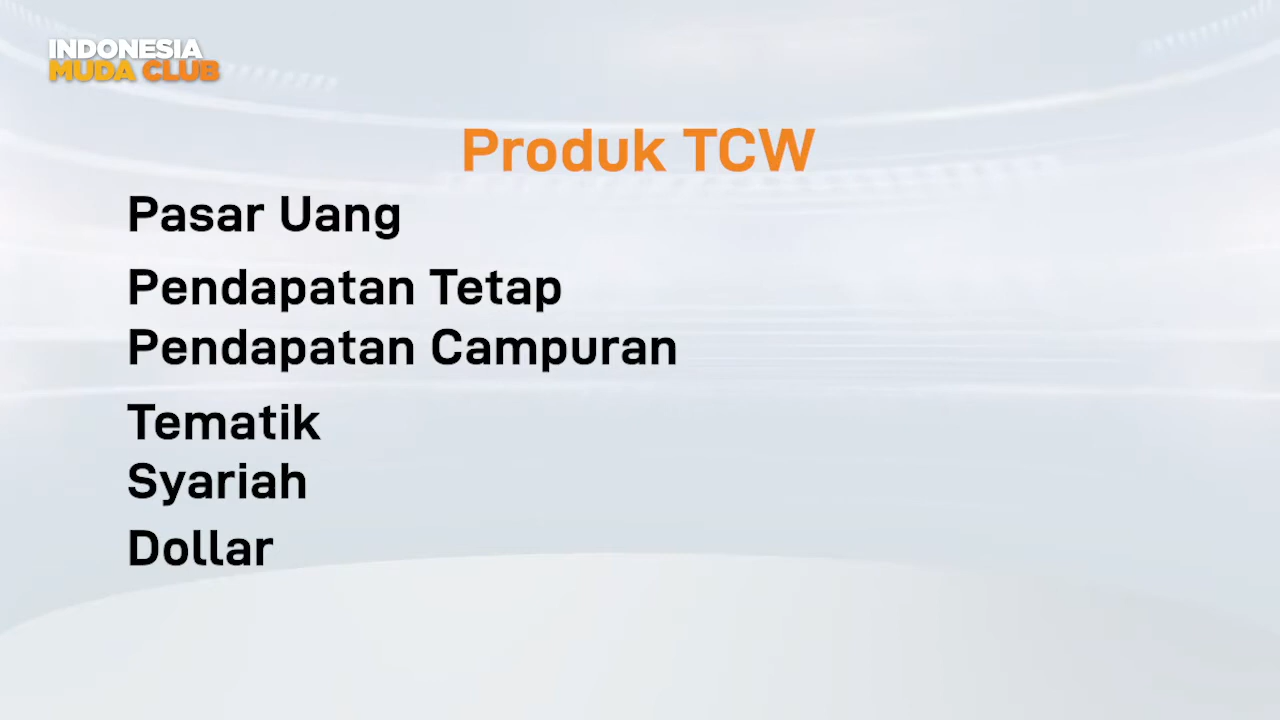 INDONESIA
MUDA CLUB
Produk TCW
Pasar Uang
Pendapatan Tetap
Pendapatan Campuran
Tematik
Syariah
Dollar